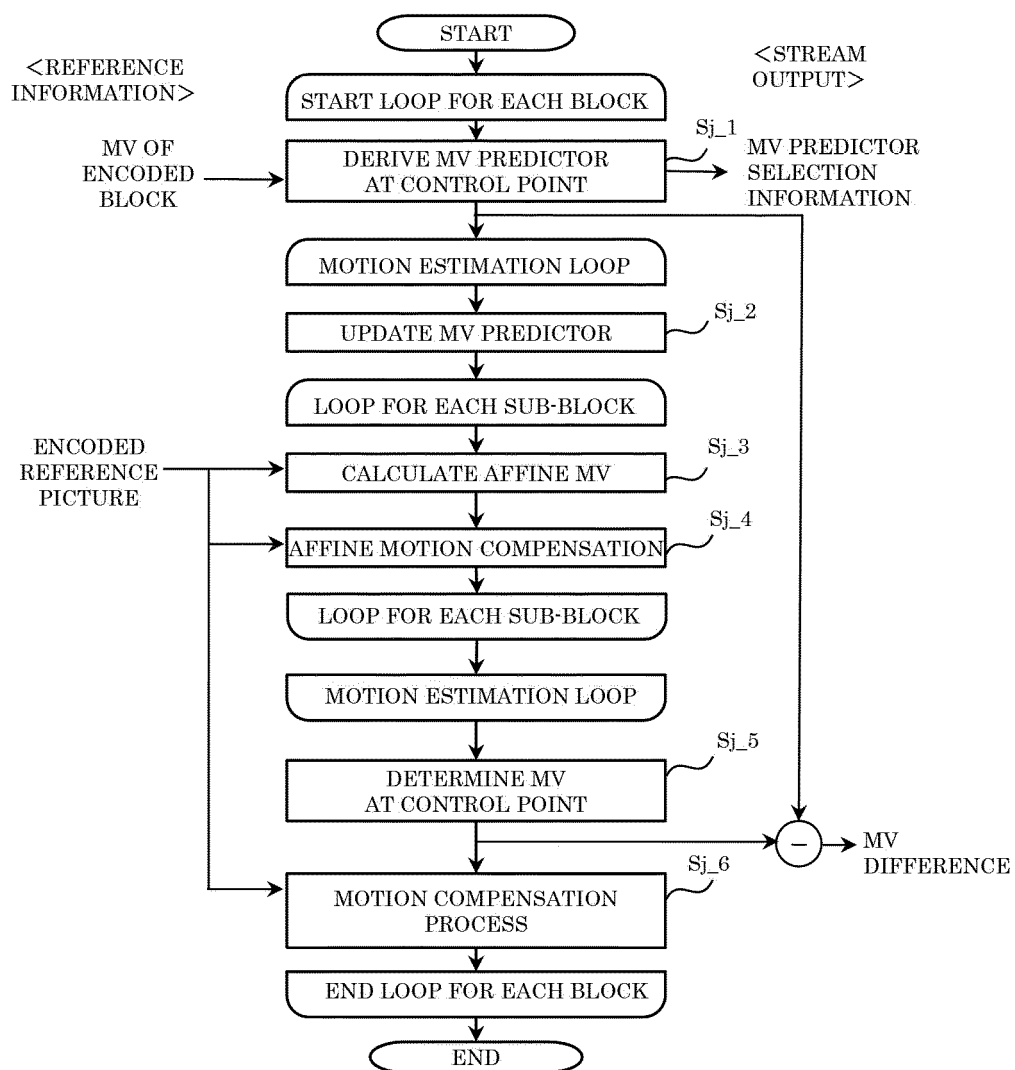 START
<REFERENCE
INFORMATION>
<STREAM
OUTPUT>
START LOOP FOR EACH BLOCK
Sj_1
MV OF
ENCODED
BLOCK
DERIVE MV PREDICTOR
AT CONTROL POINT
MV PREDICTOR
SELECTION
INFORMATION
MOTION ESTIMATION LOOP
Sj_2
UPDATE MV PREDICTOR
LOOP FOR EACH SUB-BLOCK
ENCODED
REFERENCE
PICTURE
Sj_3
CALCULATE AFFINE MV
Sj_4
AFFINE MOTION COMPENSATION
LOOP FOR EACH SUB-BLOCK
MOTION ESTIMATION LOOP
Sj_5
DETERMINE MV
AT CONTROL POINT
−
MV
DIFFERENCE
Sj_6
MOTION COMPENSATION
PROCESS
END LOOP FOR EACH BLOCK
END